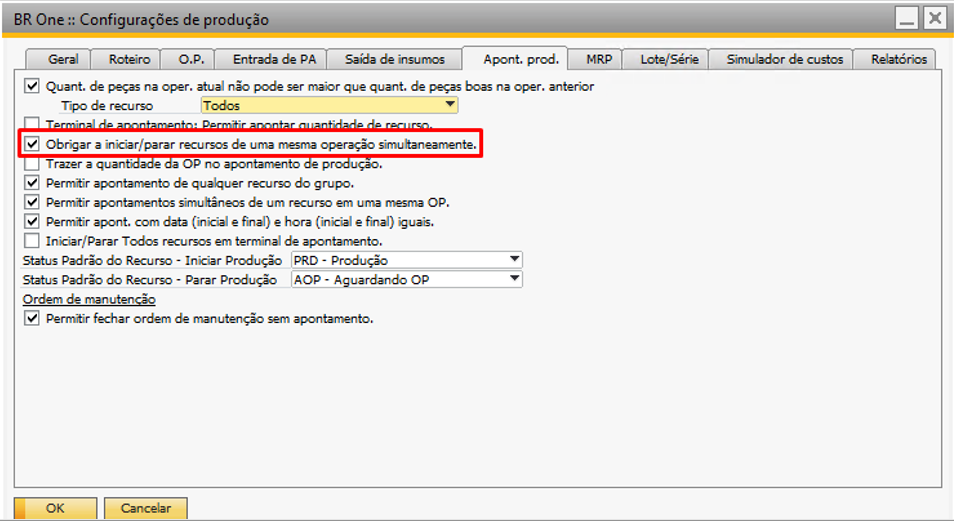 BR One :: Configurações de produção
Geral Roteiro O.P. Entrada de PA Saída de insumos Apont. prod. MRP Lote/Série Simulador de custos Relatórios
Quant. de peças na oper. atual não pode ser maior que quant. de peças boas na oper. anterior
Tipo de recurso Todos
Terminal de apontamento: Permitir apontar quantidade de recurso.
Obrigar a iniciar/parar recursos de uma mesma operação simultaneamente.
Trazer a quantidade da OP no apontamento de produção.
Permitir apontamento de qualquer recurso do grupo.
Permitir apontamentos simultâneos de um recurso em uma mesma OP.
Permitir apont. com data (inicial e final) e hora (inicial e final) iguais.
Iniciar/Parar Todos recursos em terminal de apontamento.
Status Padrão do Recurso - Iniciar Produção PRD - Produção
Status Padrão do Recurso - Parar Produção AOP - Aguardando OP
Ordem de manutenção
Permitir fechar ordem de manutenção sem apontamento.
OK Cancelar